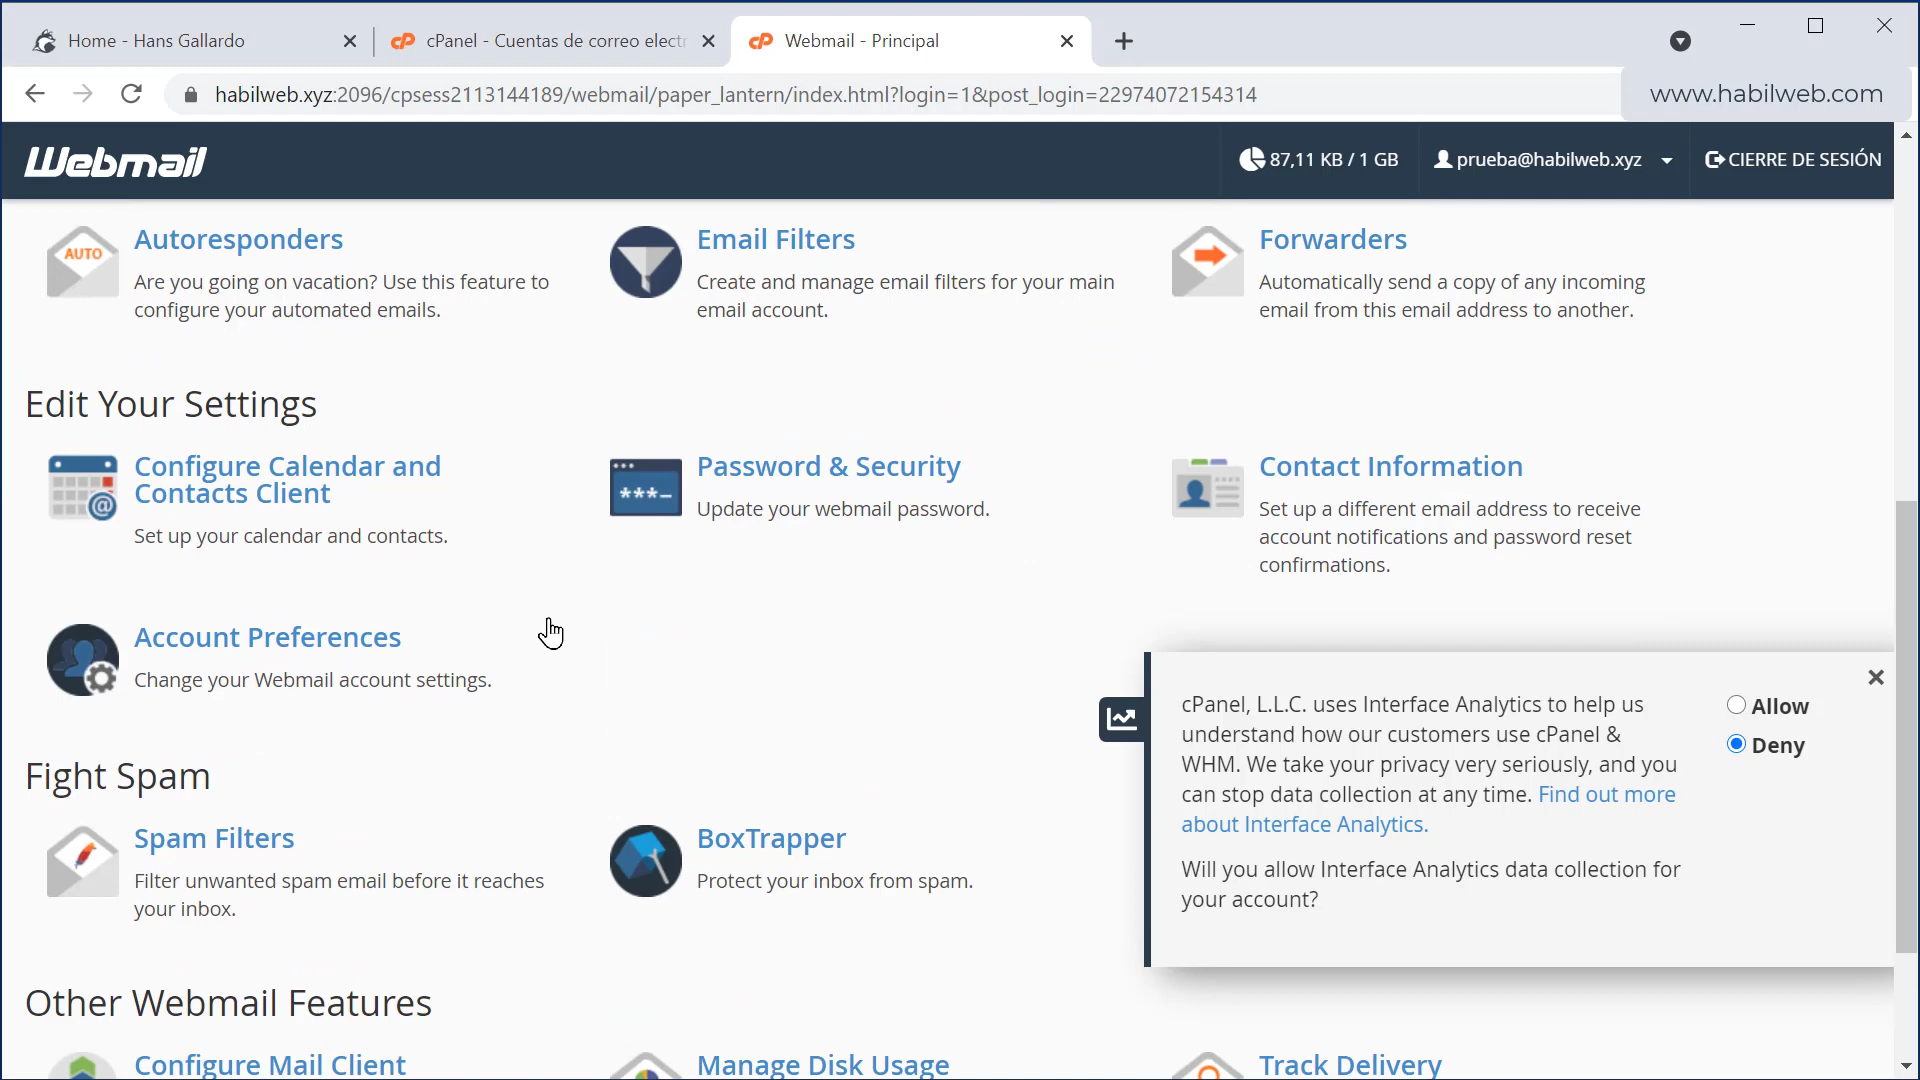 Home - Hans Gallardo
cPanel - Cuentas de correo electr
Webmail - Principal
habilweb.xyz:2096/cpsess2113144189/webmail/paper_lantern/index.html?login=1&post_login=22974072154314
www.habilweb.com
Webmail
87,11 KB / 1 GB
prueba@habilweb.xyz
CIERRE DE SESIÓN
AUTO
Autoresponders
Are you going on vacation? Use this feature to
configure your automated emails.
Email Filters
Create and manage email filters for your main
email account.
Forwarders
Automatically send a copy of any incoming
email from this email address to another.
Edit Your Settings
Configure Calendar and
Contacts Client
Set up your calendar and contacts.
Password & Security
Update your webmail password.
Contact Information
Set up a different email address to receive
account notifications and password reset
confirmations.
Account Preferences
Change your Webmail account settings.
cPanel, L.L.C. uses Interface Analytics to help us
understand how our customers use cPanel &
WHM. We take your privacy very seriously, and you
can stop data collection at any time. Find out more
about Interface Analytics.
Will you allow Interface Analytics data collection for
your account?
Allow
Deny
Fight Spam
Spam Filters
Filter unwanted spam email before it reaches
your inbox.
BoxTrapper
Protect your inbox from spam.
Other Webmail Features
Configure Mail Client
Manage Disk Usage
Track Delivery